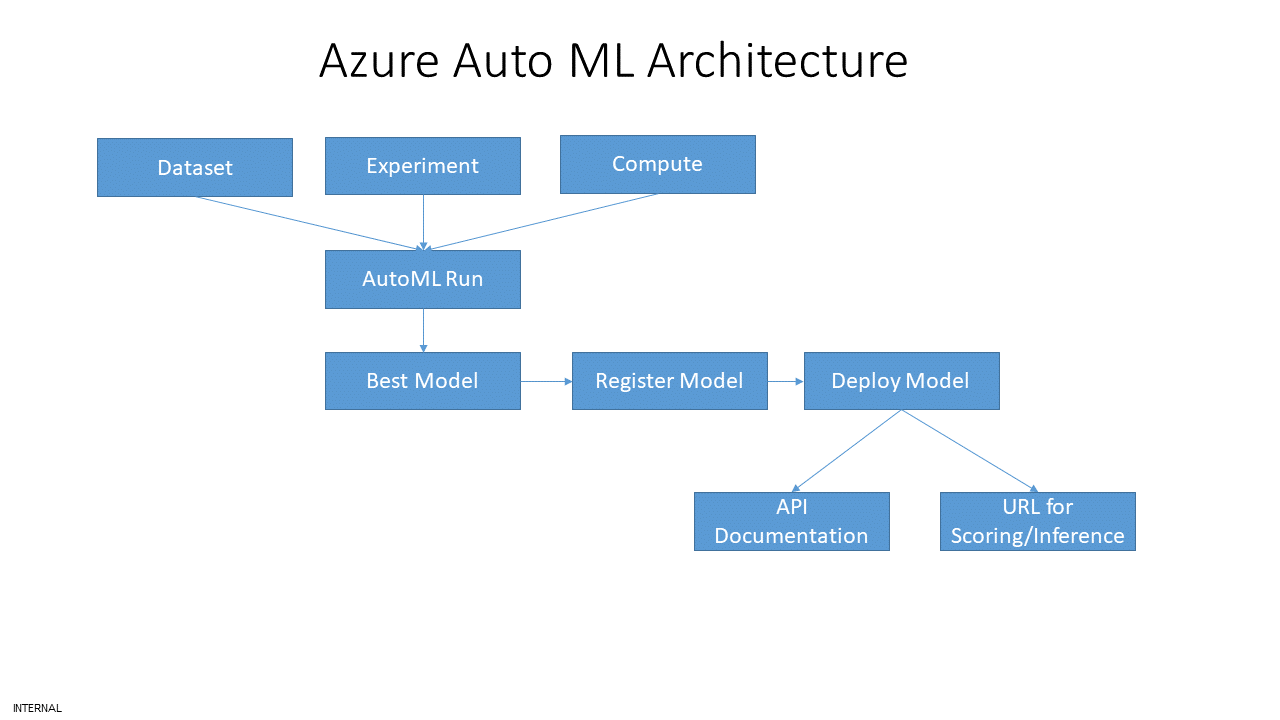 Azure Auto ML Architecture
Dataset
Experiment
Compute
AutoML Run
Best Model
Register Model
Deploy Model
API
Documentation
URL for
Scoring/Inference
INTERNAL